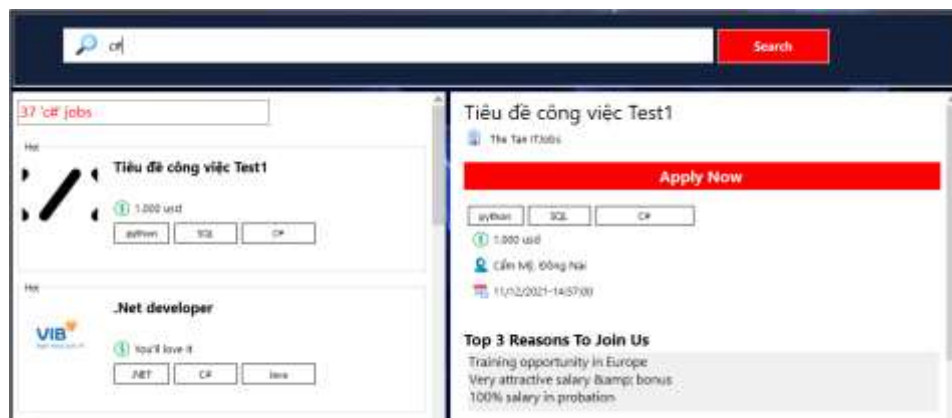 c#
Search
37 'c#' jobs
Hot
Tiêu đề công việc Test1
1.000 usd
python
SQL
C#
Hot
VIB
.Net developer
You'll love it
.NET
C#
Java
Tiêu đề công việc Test1
The Tan ITJobs
Apply Now
python
SQL
C#
1.000 usd
Cẩm Mỹ, Đồng Nai
11/12/2021-14:57:00
Top 3 Reasons To Join Us
Training opportunity in Europe
Very attractive salary &amp; bonus
100% salary in probation